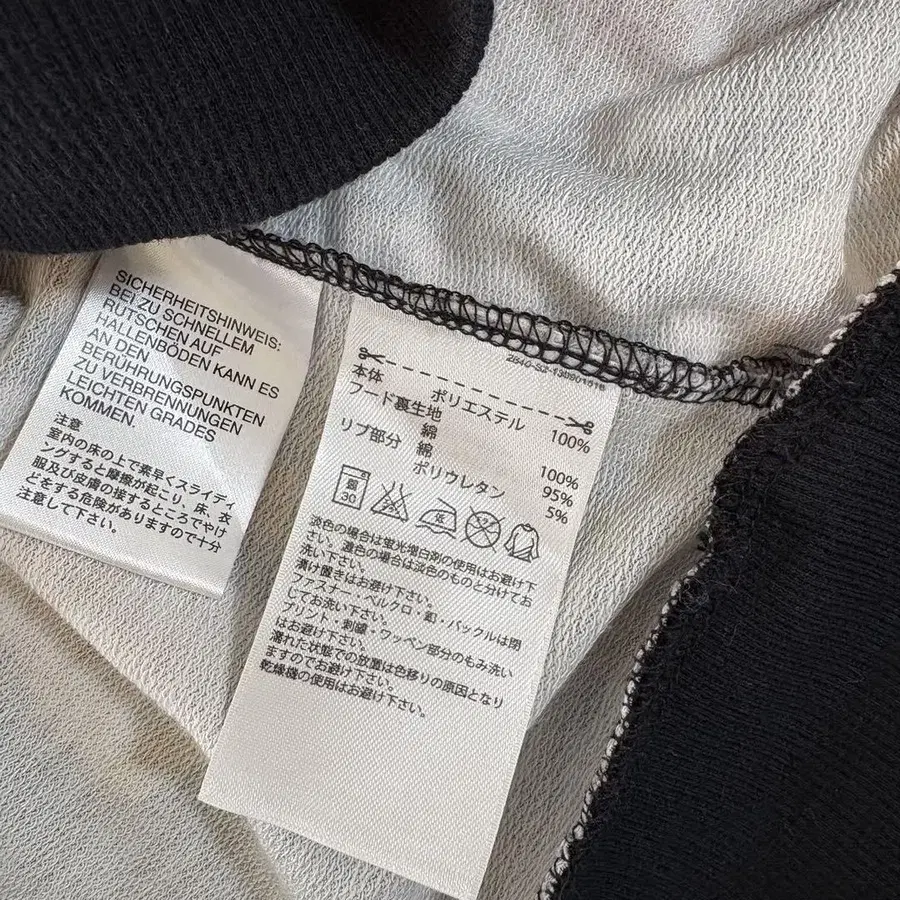 SICHERHEITSHINWEIS:
BEI ZU SCHNELLEM
RUTSCHEN AUF
HALLENBÖDEN KANN ES
AN DEN
BERÜHRUNGSPUNKTEN
ZU VERBRENNUNGEN
LEICHTEN GRADES
KOMMEN.
注意
室内の床の上で素早くスライディ
ングすると摩擦が起こり、床、衣
服及び皮膚の接するところでやけ
どをする危険がありますので十分
注意して下さい。
本体 ポリエステル 100%
フード裏生地
綿 100%
リブ部分 綿 95%
ポリウレタン 5%
30
淡色の場合は蛍光増白剤の使用はお避け下
さい。濃色の場合は淡色のものと分けてお
洗い下さい。
漬け置きはお避け下さい。
ファスナー・ベルクロ・釦・バックルは閉
じてお洗い下さい。
プリント・刺繍・ワッペン部分のもみ洗い
はお避け下さい。
濡れた状態での放置は色移りの原因となり
ますのでお避け下さい。
乾燥機の使用はお避け下さい。